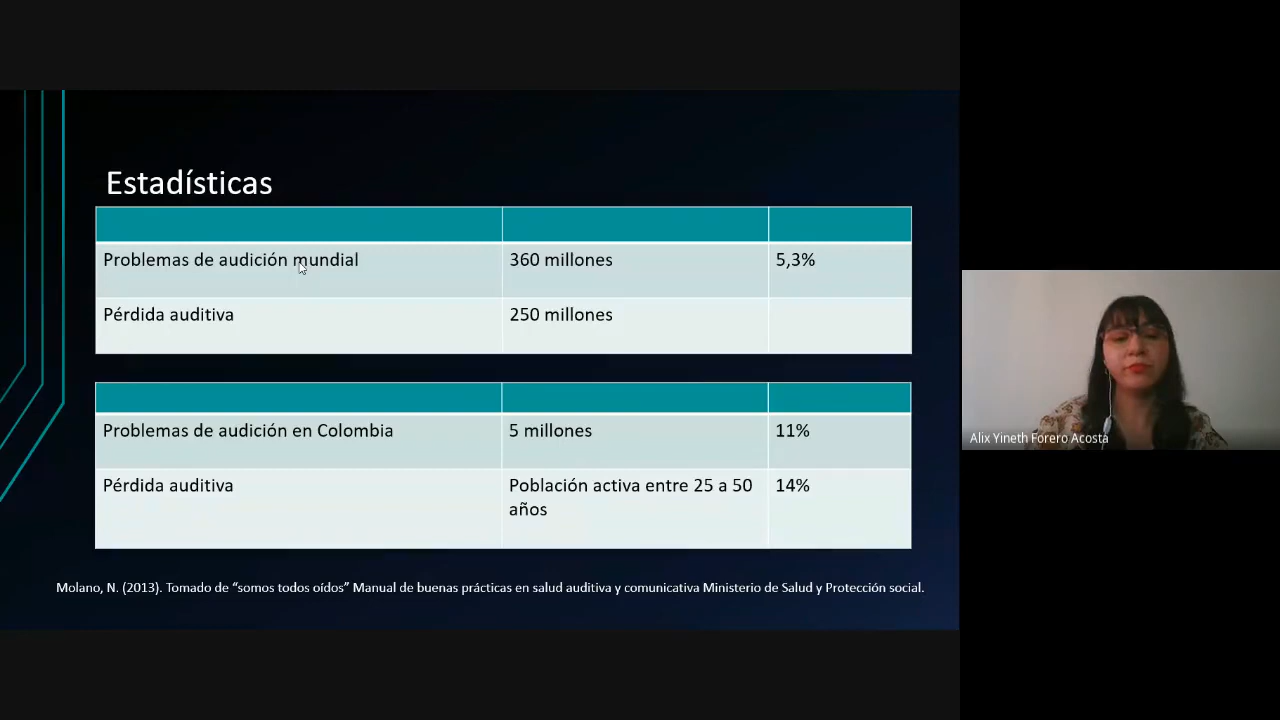 Estadísticas
Problemas de audición mundial 360 millones 5,3%
Pérdida auditiva 250 millones
Problemas de audición en Colombia 5 millones 11%
Pérdida auditiva Población activa entre 25 a 50 14%
años
Molano, N. (2013). Tomado de “somos todos oídos” Manual de buenas prácticas en salud auditiva y comunicativa Ministerio de Salud y Protección social.
Alix Yineth Forero Acosta